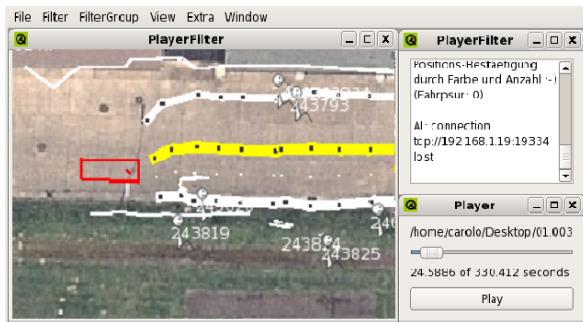 File Filter FilterGroup View Extra Window
PlayerFilter
243793
243819
243825
PlayerFilter
Positions-Bestaetigung
durch Farbe und Anzahl :-)
(Fahrpsur: 0)
AI: connection
tcp://192.168.1.19:19334
lost
Player
/home/carolo/Desktop/01.003
24.5886 of 330.412 seconds
Play